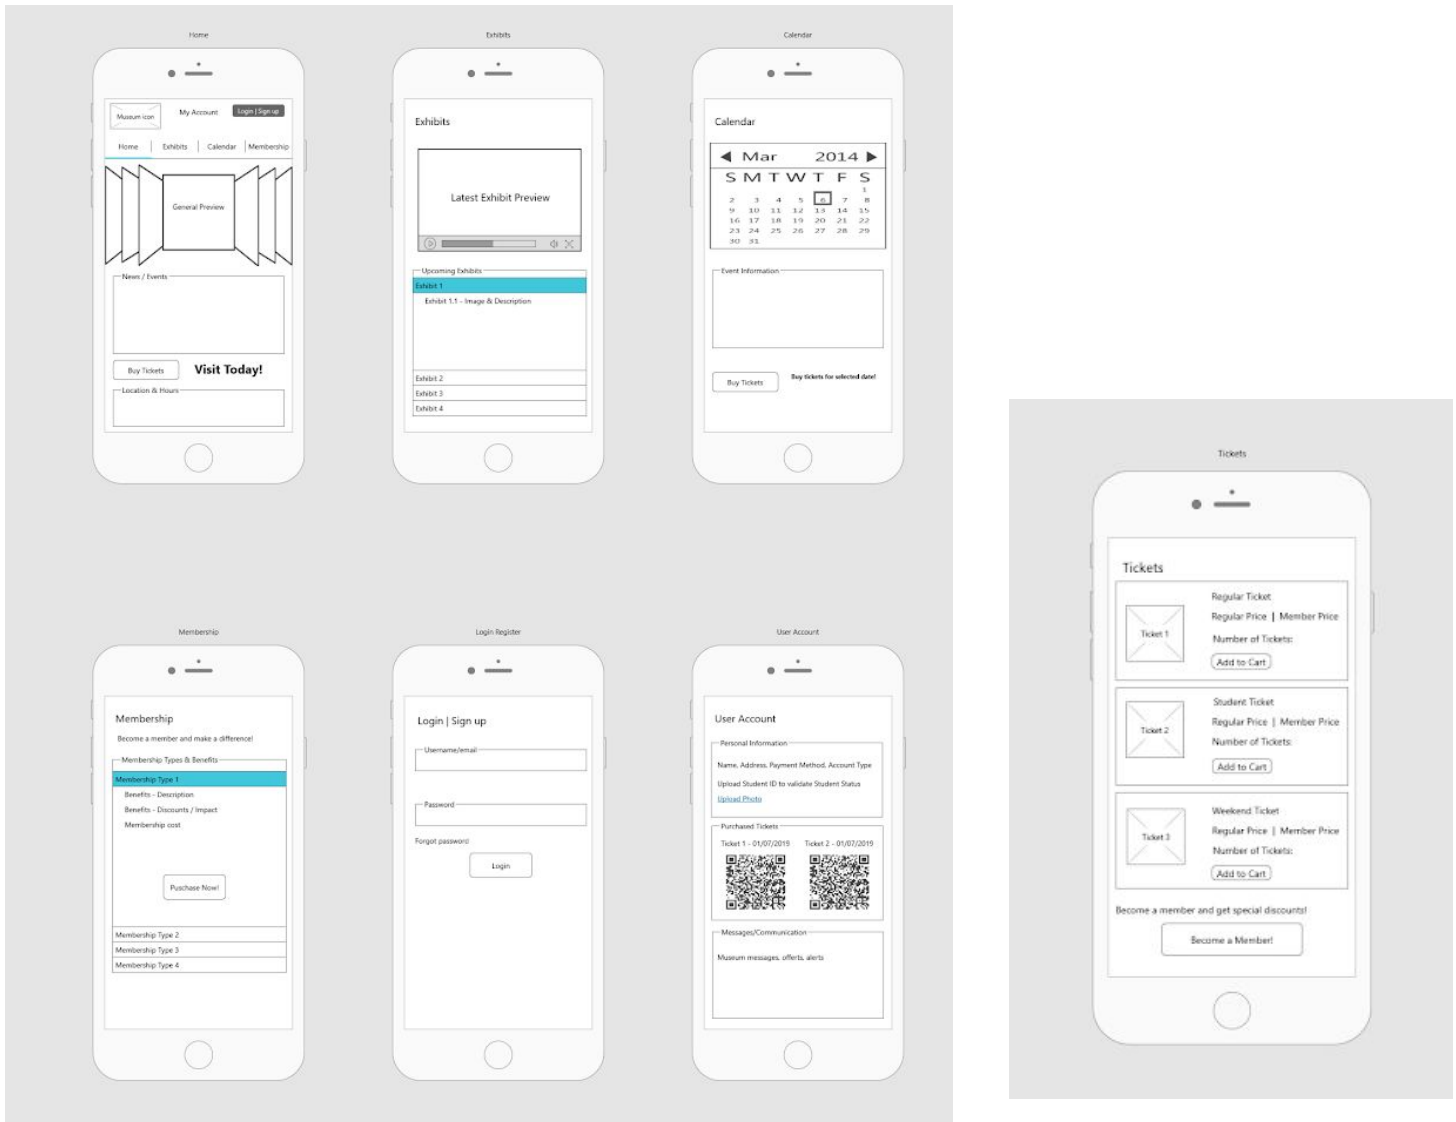 Home
Museum icon
My Account
Login | Sign up
Home | Exhibits | Calendar | Membership
General Preview
News / Events
Buy Tickets
Visit Today!
Location & Hours
Exhibits
Exhibits
Latest Exhibit Preview
Upcoming Exhibits
Exhibit 1
Exhibit 1.1 - Image & Description
Exhibit 2
Exhibit 3
Exhibit 4
Calendar
Calendar
Mar 2014
S M T W T F S
1
2 3 4 5 6 7 8
9 10 11 12 13 14 15
16 17 18 19 20 21 22
23 24 25 26 27 28 29
30 31
Event Information
Buy Tickets
Buy tickets for selected date!
Membership
Membership
Become a member and make a difference!
Membership Types & Benefits
Membership Type 1
Benefits - Description
Benefits - Discounts / Impact
Membership cost
Puschase Now!
Membership Type 2
Membership Type 3
Membership Type 4
Login Register
Login | Sign up
Username/email
Password
Forgot password
Login
User Account
User Account
Personal Information
Name, Address, Payment Method, Account Type
Upload Student ID to validate Student Status
Upload Photo
Purchased Tickets
Ticket 1 - 01/07/2019
Ticket 2 - 01/07/2019
Messages/Communication
Museum messages, offerts, alerts
Tickets
Tickets
Ticket 1
Regular Ticket
Regular Price | Member Price
Number of Tickets:
Add to Cart
Ticket 2
Student Ticket
Regular Price | Member Price
Number of Tickets:
Add to Cart
Ticket 3
Weekend Ticket
Regular Price | Member Price
Number of Tickets:
Add to Cart
Become a member and get special discounts!
Become a Member!